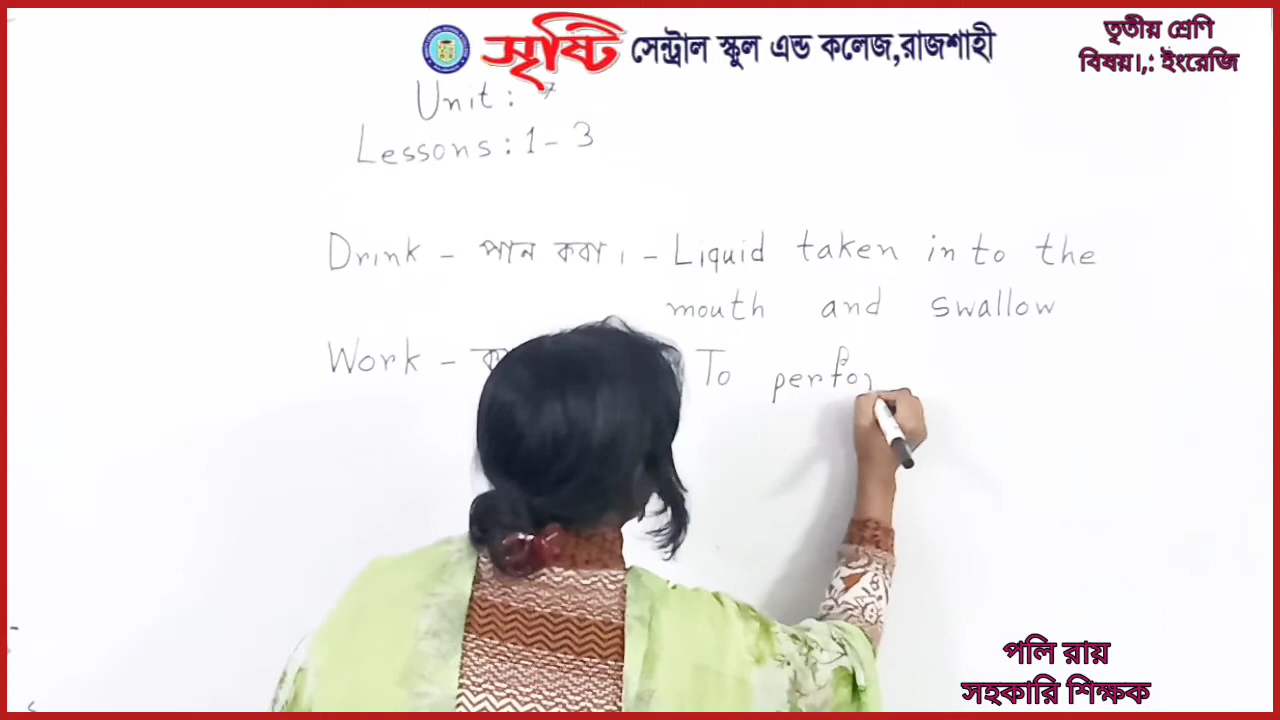 সৃষ্টি সেন্ট্রাল স্কুল এন্ড কলেজ,রাজশাহী
তৃতীয় শ্রেণি
বিষয়।,: ইংরেজি
Unit: 7
Lessons: 1 - 3
Drink - পান করা। - Liquid taken in to the
mouth and swallow
Work - To perfo
পলি রায়
সহকারি শিক্ষক